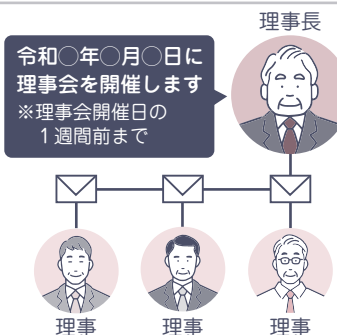 理事長
令和○年○月○日に
理事会を開催します
※理事会開催日の
1週間前まで
理事
理事
理事